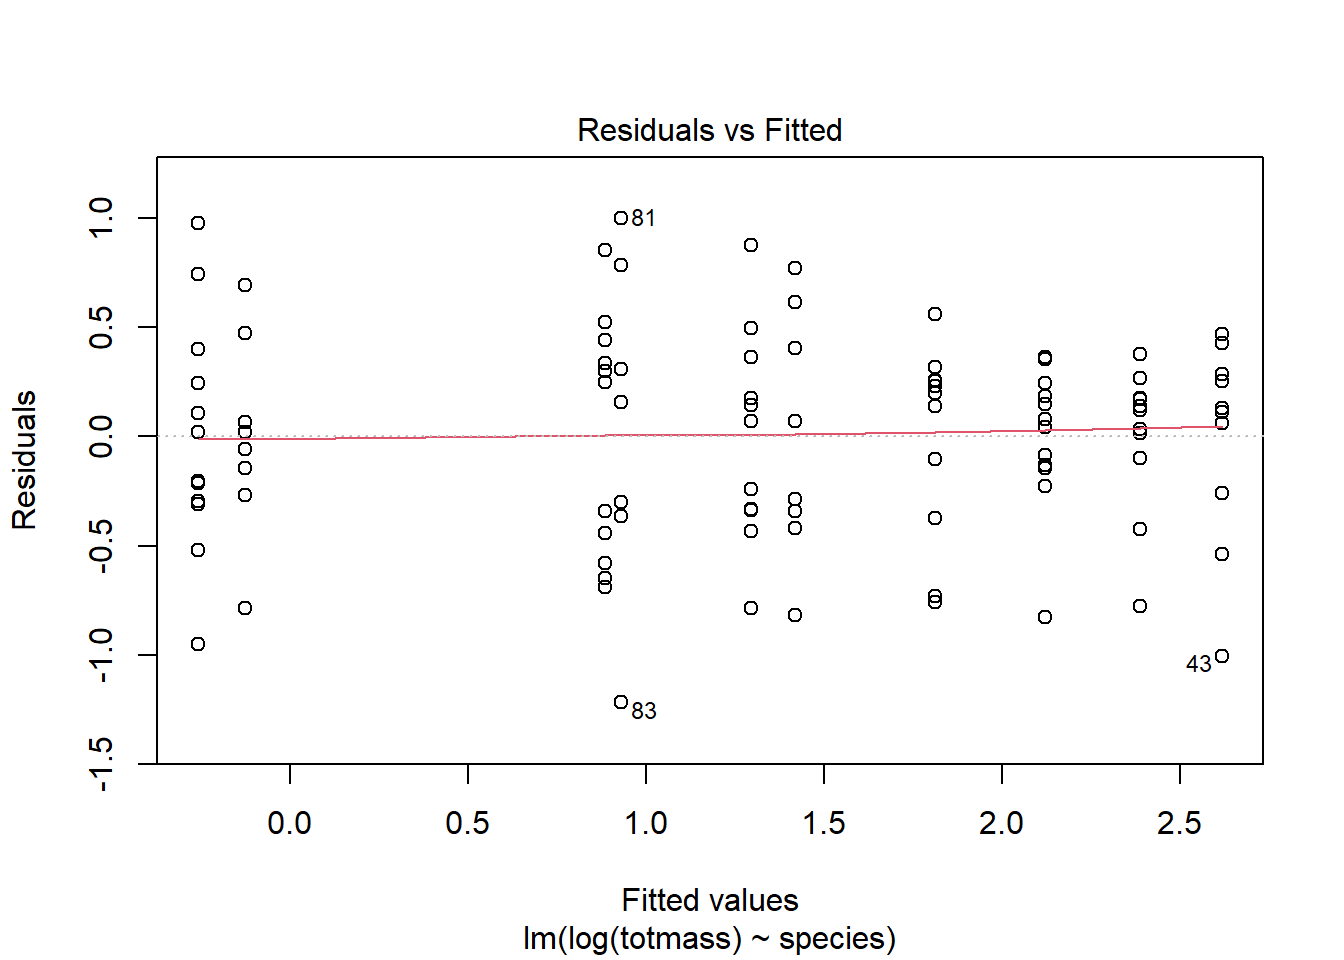 Residuals vs Fitted
Residuals
1.0
0.5
0.0
-0.5
-1.0
-1.5
81
83
43
0.0 0.5 1.0 1.5 2.0 2.5
Fitted values
lm(log(totmass) ~ species)